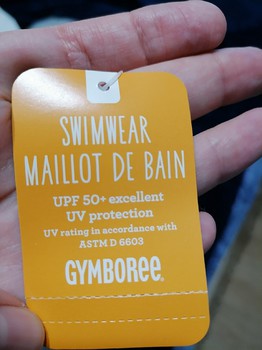 SWIMWEAR
MAILLOT DE BAIN
UPF 50+ excellent
UV protection
UV rating in accordance with
ASTM D 6603
GYMBOREE®